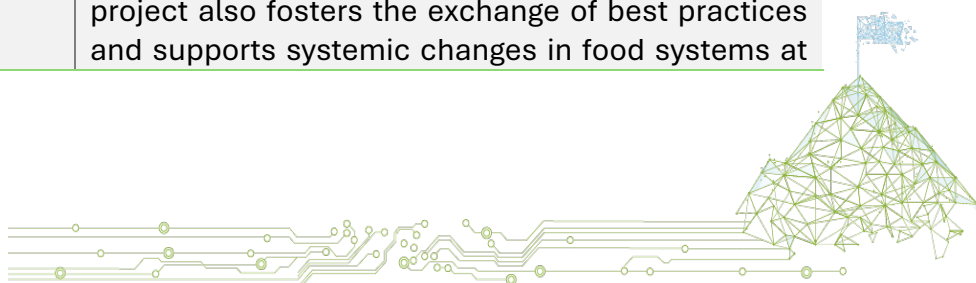 project also fosters the exchange of best practices
and supports systemic changes in food systems at